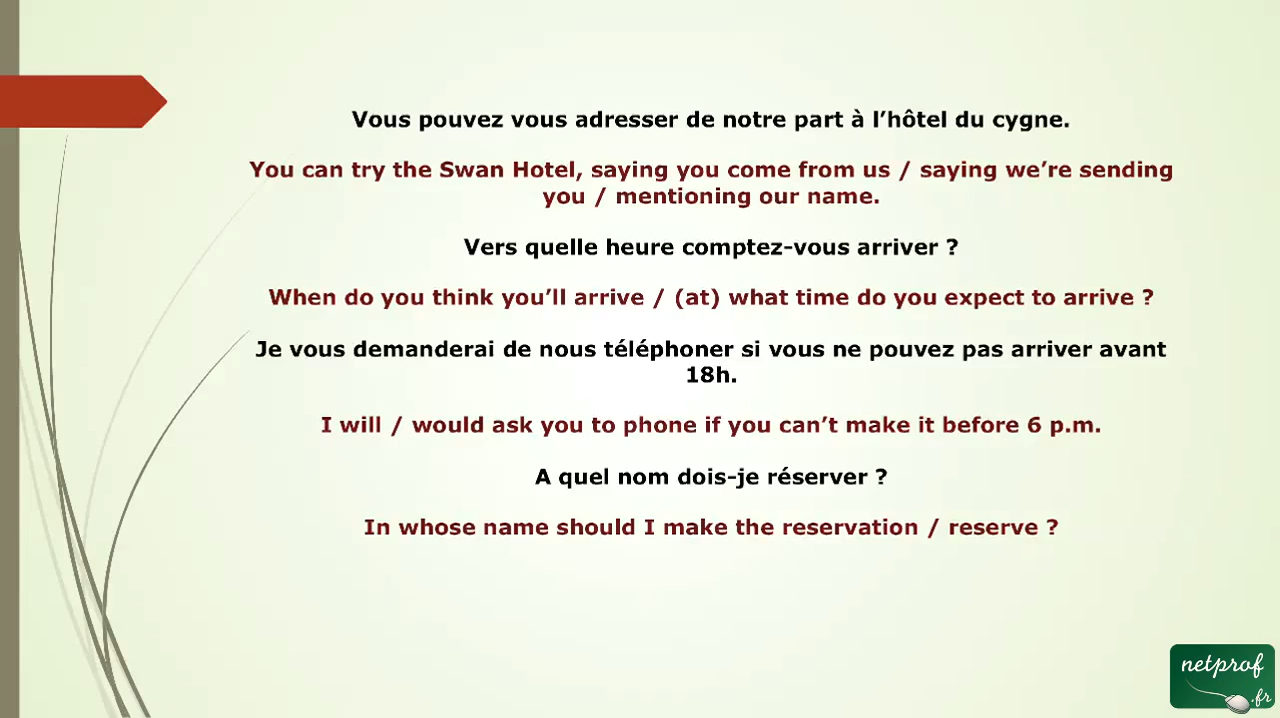 Vous pouvez vous adresser de notre part à l’hôtel du cygne.
You can try the Swan Hotel, saying you come from us / saying we’re sending
you / mentioning our name.
Vers quelle heure comptez-vous arriver ?
When do you think you’ll arrive / (at) what time do you expect to arrive ?
Je vous demanderai de nous téléphoner si vous ne pouvez pas arriver avant
18h.
I will / would ask you to phone if you can’t make it before 6 p.m.
A quel nom dois-je réserver ?
In whose name should I make the reservation / reserve ?
netprof
.fr